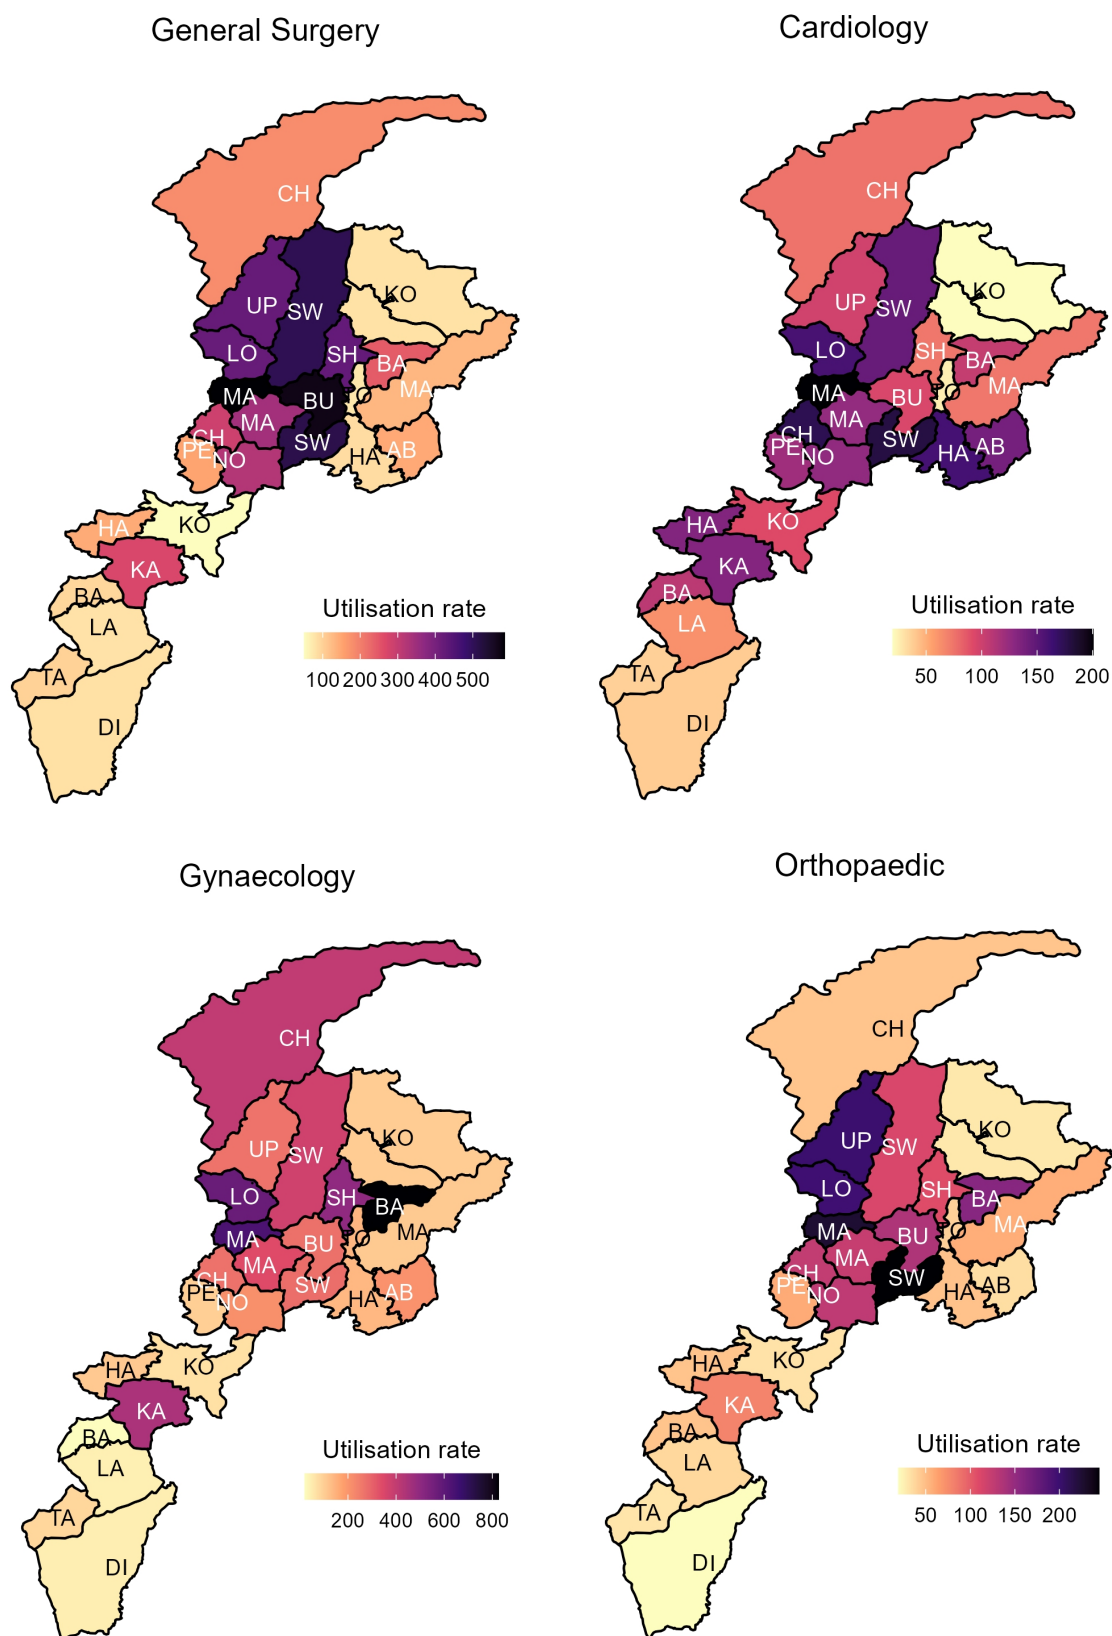 General Surgery
CH
UP
SW
KO
LO
SH
BA
MA
MA
BU
MA
CH
SW
PE
NO
HA
AB
HA
KO
KA
BA
LA
TA
DI
Utilisation rate
100 200 300 400 500
Cardiology
CH
UP
SW
KO
LO
SH
BA
MA
MA
BU
MA
CH
SW
PE
NO
HA
AB
HA
KO
KA
BA
LA
TA
DI
Utilisation rate
50 100 150 200
Gynaecology
CH
UP
SW
KO
LO
SH
BA
MA
MA
BU
MA
CH
SW
PE
NO
HA
AB
HA
KO
KA
BA
LA
TA
DI
Utilisation rate
200 400 600 800
Orthopaedic
CH
UP
SW
KO
LO
SH
BA
MA
MA
BU
MA
CH
SW
PE
NO
HA
AB
HA
KO
KA
BA
LA
TA
DI
Utilisation rate
50 100 150 200